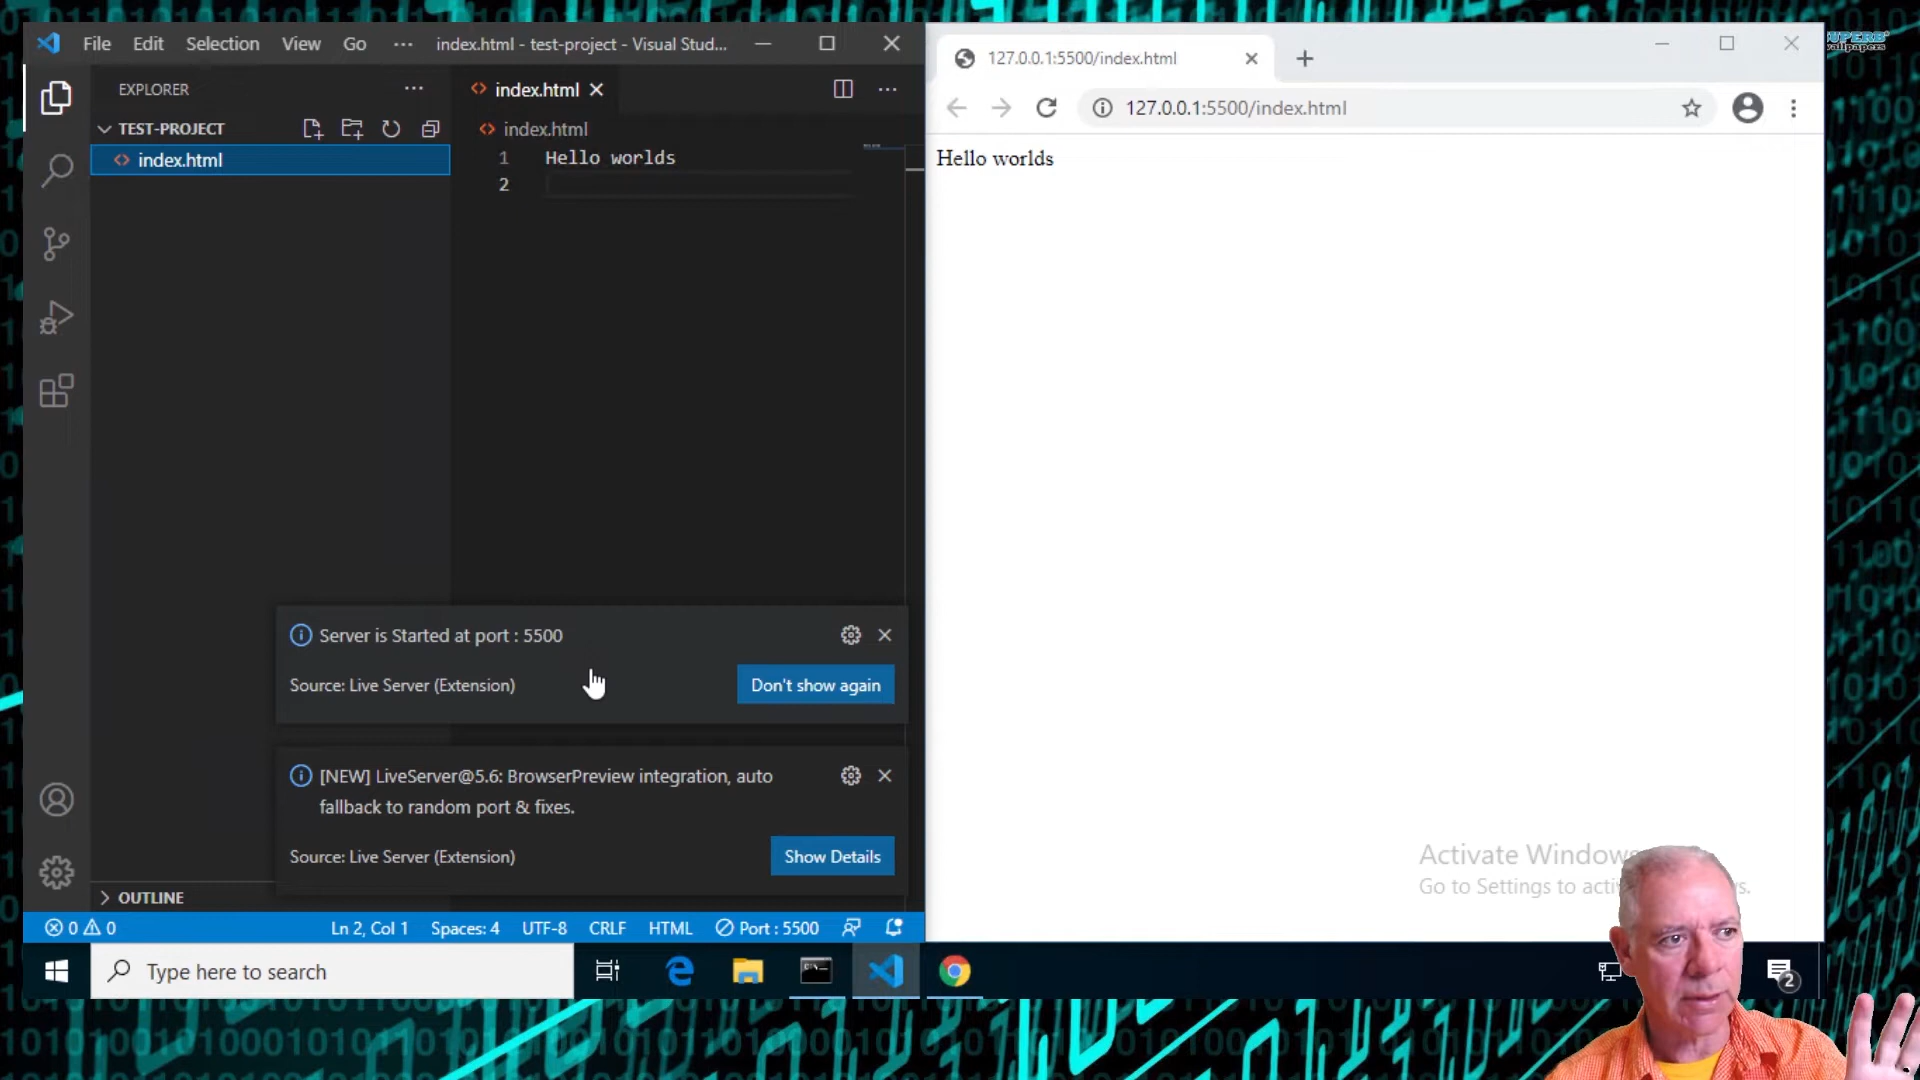 File Edit Selection View Go ··· index.html - test-project - Visual Stud...
EXPLORER
TEST-PROJECT
index.html
index.html
index.html
1 Hello worlds
2
Server is Started at port : 5500
Source: Live Server (Extension)
Don't show again
[NEW] LiveServer@5.6: BrowserPreview integration, auto
fallback to random port & fixes.
Source: Live Server (Extension)
Show Details
OUTLINE
0 0 Ln 2, Col 1 Spaces: 4 UTF-8 CRLF HTML Port : 5500
Type here to search
127.0.0.1:5500/index.html
127.0.0.1:5500/index.html
Hello worlds
Activate Windows
Go to Settings to
2
SUPERB
wallpapers